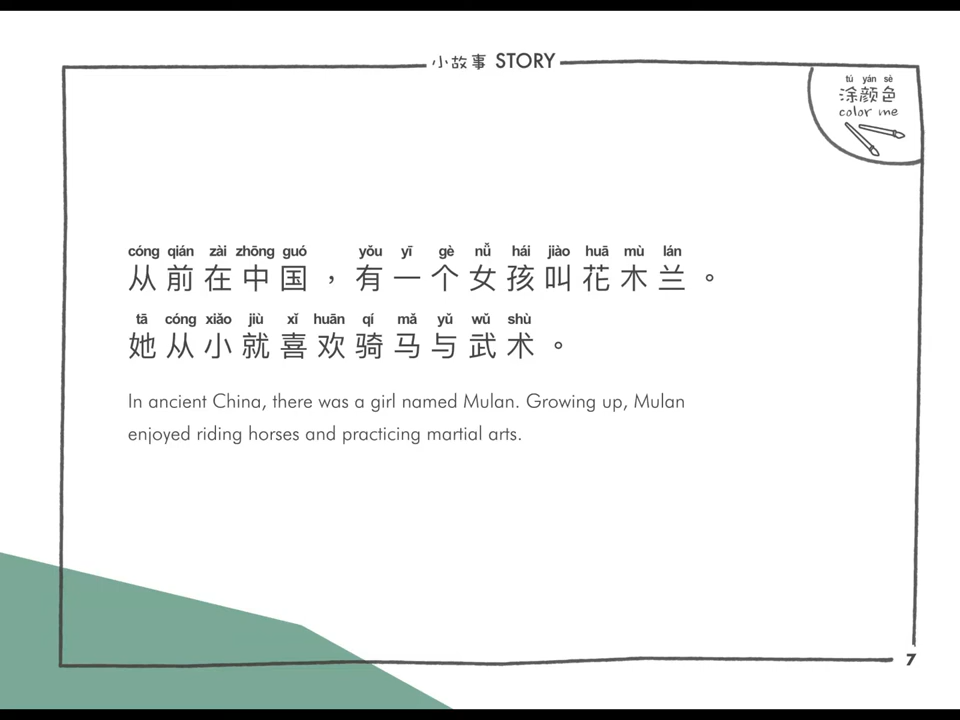 小故事 STORY
tú yán sè
涂颜色
color me
cóng qián zài zhōng guó yǒu yī gè nǚ hái jiào huā mù lán
从前在中国，有一个女孩叫花木兰。
tā cóng xiǎo jiù xǐ huān qí mǎ yǔ wǔ shù
她从小就喜欢骑马与武术。
In ancient China, there was a girl named Mulan. Growing up, Mulan
enjoyed riding horses and practicing martial arts.
7